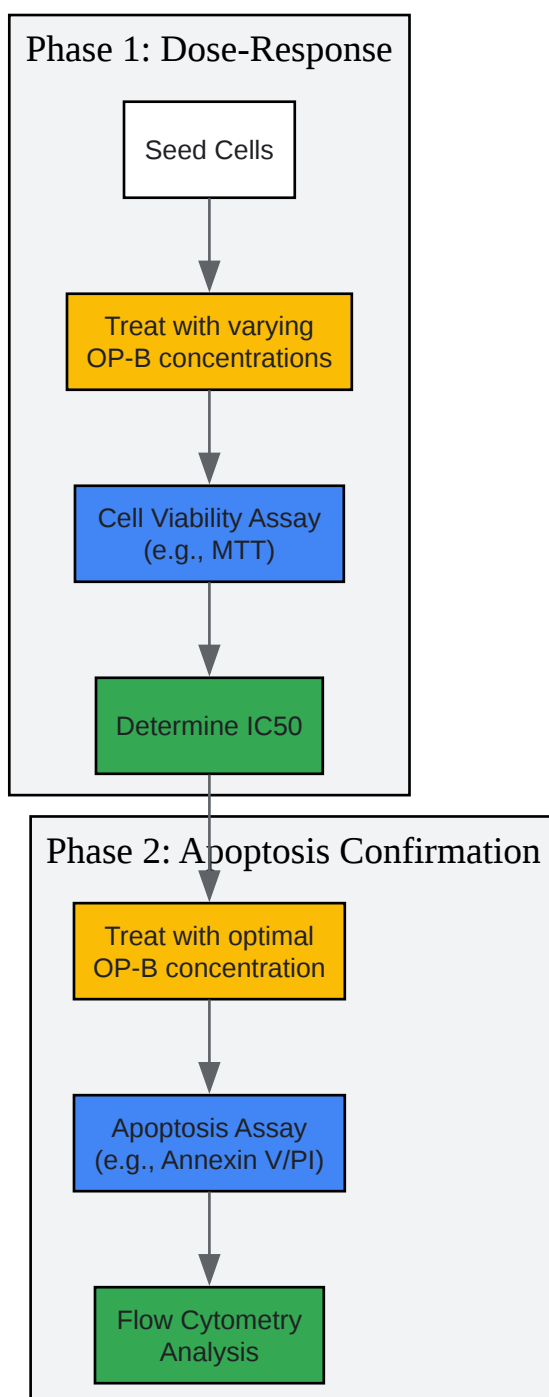 Phase 1: Dose-Response
Seed Cells
Treat with varying
OP-B concentrations
Cell Viability Assay
(e.g., MTT)
Determine IC50
Phase 2: Apoptosis Confirmation
Treat with optimal
OP-B concentration
Apoptosis Assay
(e.g., Annexin V/PI)
Flow Cytometry
Analysis